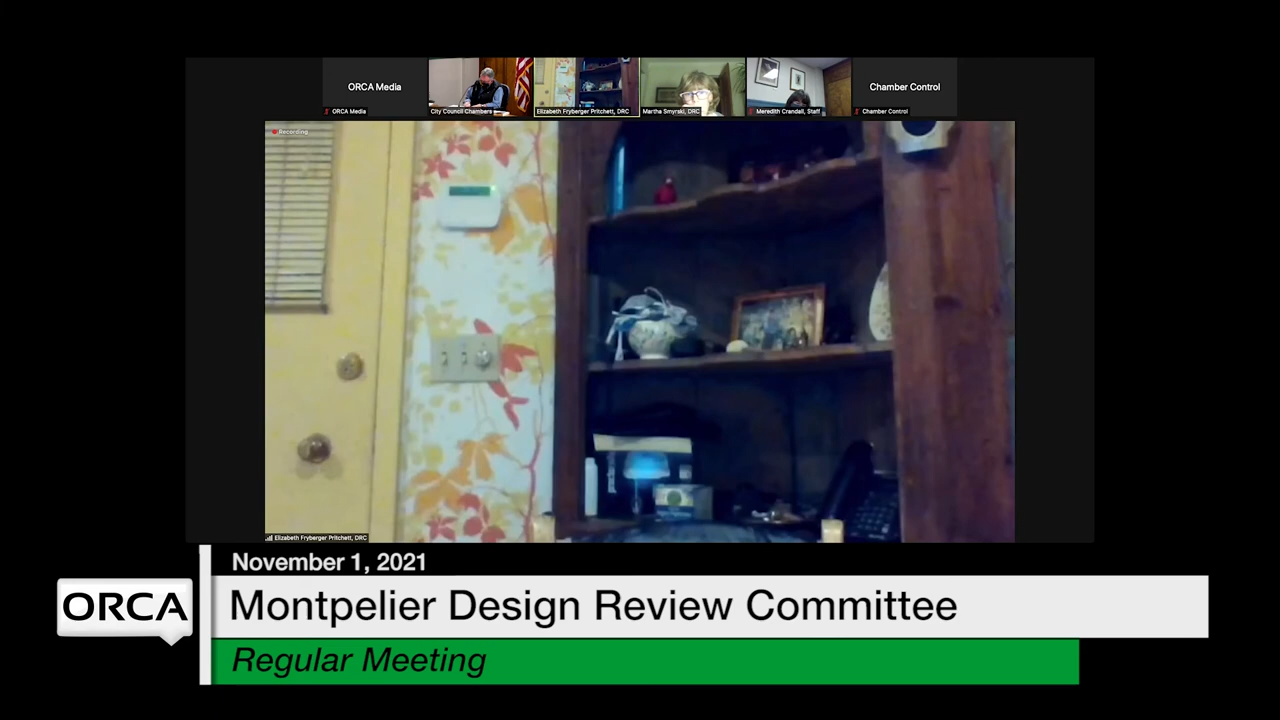 ORCA Media
Chamber Control
ORCA Media
City Council Chambers
Elizabeth Fryberger Pritchett, DRC
Martha Smyrski, DRC
Meredith Crandall, Staff
Chamber Control
Recording
Elizabeth Fryberger Pritchett, DRC
November 1, 2021
ORCA
Montpelier Design Review Committee
Regular Meeting